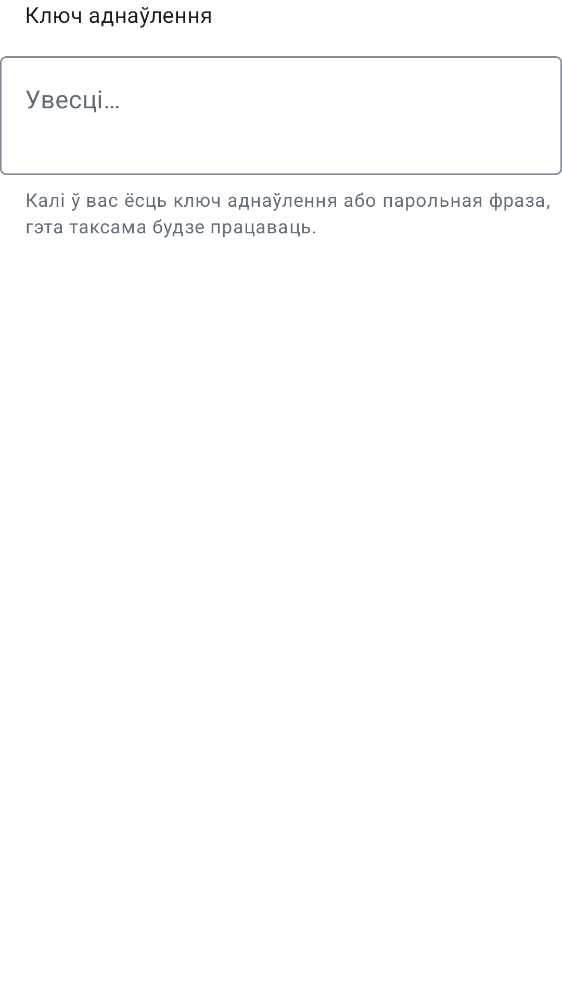 Ключ аднаўлення
Увесці…
Калі ў вас ёсць ключ аднаўлення або парольная фраза,
гэта таксама будзе працаваць.